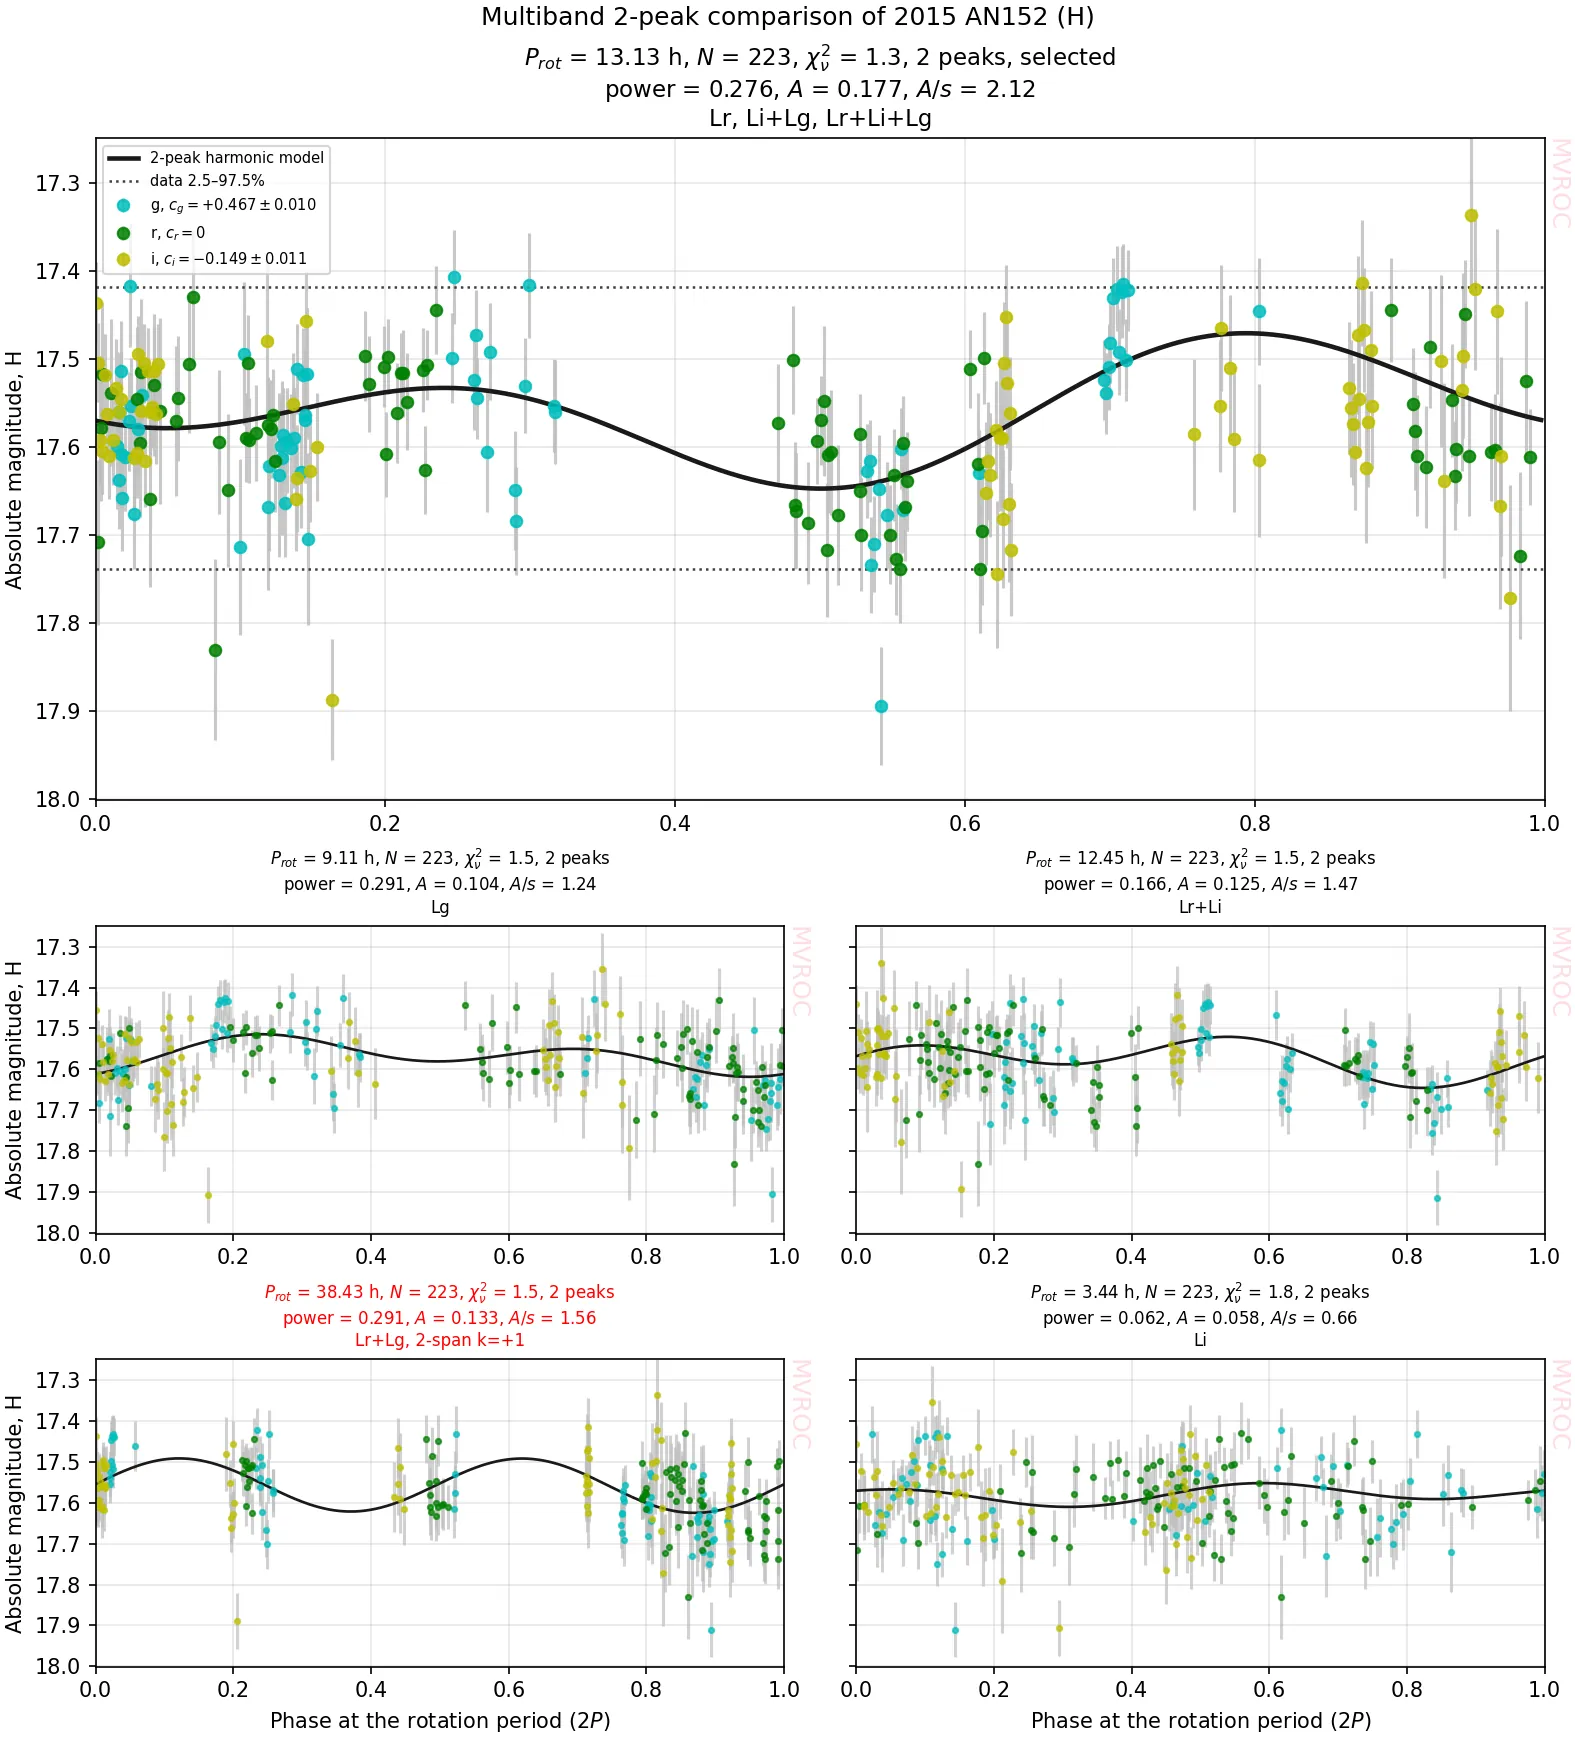 Multiband 2-peak comparison of 2015 AN152 (H)
P_rot = 13.13 h, N = 223, χ²_ν = 1.3, 2 peaks, selected
power = 0.276, A = 0.177, A/s = 2.12
Lr, Li+Lg, Lr+Li+Lg
2-peak harmonic model
data 2.5–97.5%
g, c_g = +0.467 ± 0.010
r, c_r = 0
i, c_i = −0.149 ± 0.011
Absolute magnitude, H
17.3
17.4
17.5
17.6
17.7
17.8
17.9
18.0
0.0 0.2 0.4 0.6 0.8 1.0
MVROC
P_rot = 9.11 h, N = 223, χ²_ν = 1.5, 2 peaks
power = 0.291, A = 0.104, A/s = 1.24
Lg
Absolute magnitude, H
17.3
17.4
17.5
17.6
17.7
17.8
17.9
18.0
0.0 0.2 0.4 0.6 0.8 1.0
MVROC
P_rot = 12.45 h, N = 223, χ²_ν = 1.5, 2 peaks
power = 0.166, A = 0.125, A/s = 1.47
Lr+Li
0.0 0.2 0.4 0.6 0.8 1.0
MVROC
P_rot = 38.43 h, N = 223, χ²_ν = 1.5, 2 peaks
power = 0.291, A = 0.133, A/s = 1.56
Lr+Lg, 2-span k=+1
Absolute magnitude, H
17.3
17.4
17.5
17.6
17.7
17.8
17.9
18.0
0.0 0.2 0.4 0.6 0.8 1.0
Phase at the rotation period (2P)
MVROC
P_rot = 3.44 h, N = 223, χ²_ν = 1.8, 2 peaks
power = 0.062, A = 0.058, A/s = 0.66
Li
0.0 0.2 0.4 0.6 0.8 1.0
Phase at the rotation period (2P)
MVROC